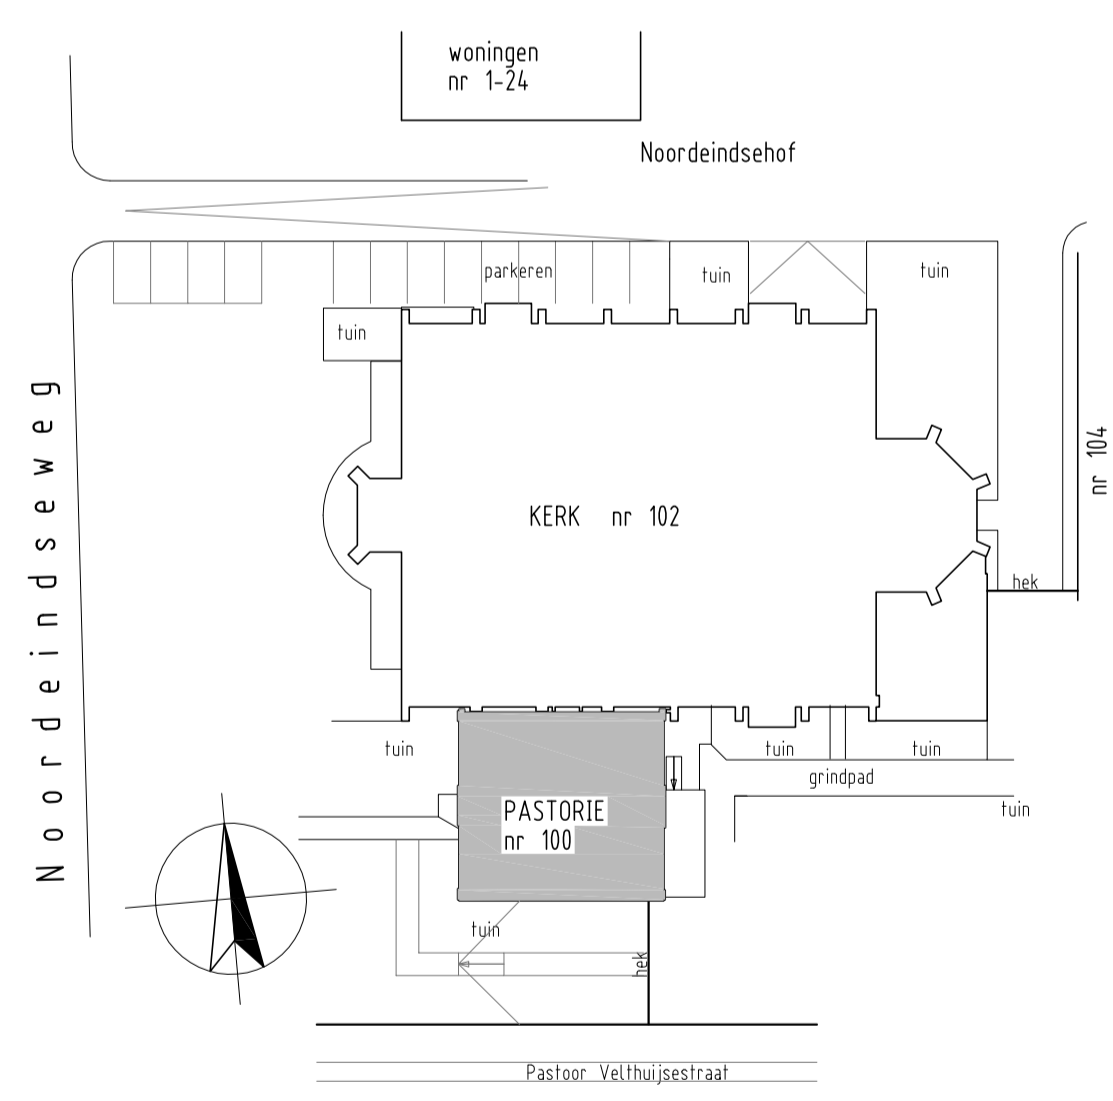 woningen
nr 1-24
Noordeindsehof
parkeren
tuin
tuin
tuin
Noordeindseweg
nr 104
KERK nr 102
hek
tuin
tuin
tuin
grindpad
tuin
PASTORIE
nr 100
tuin
hek
Pastoor Velthuijsestraat